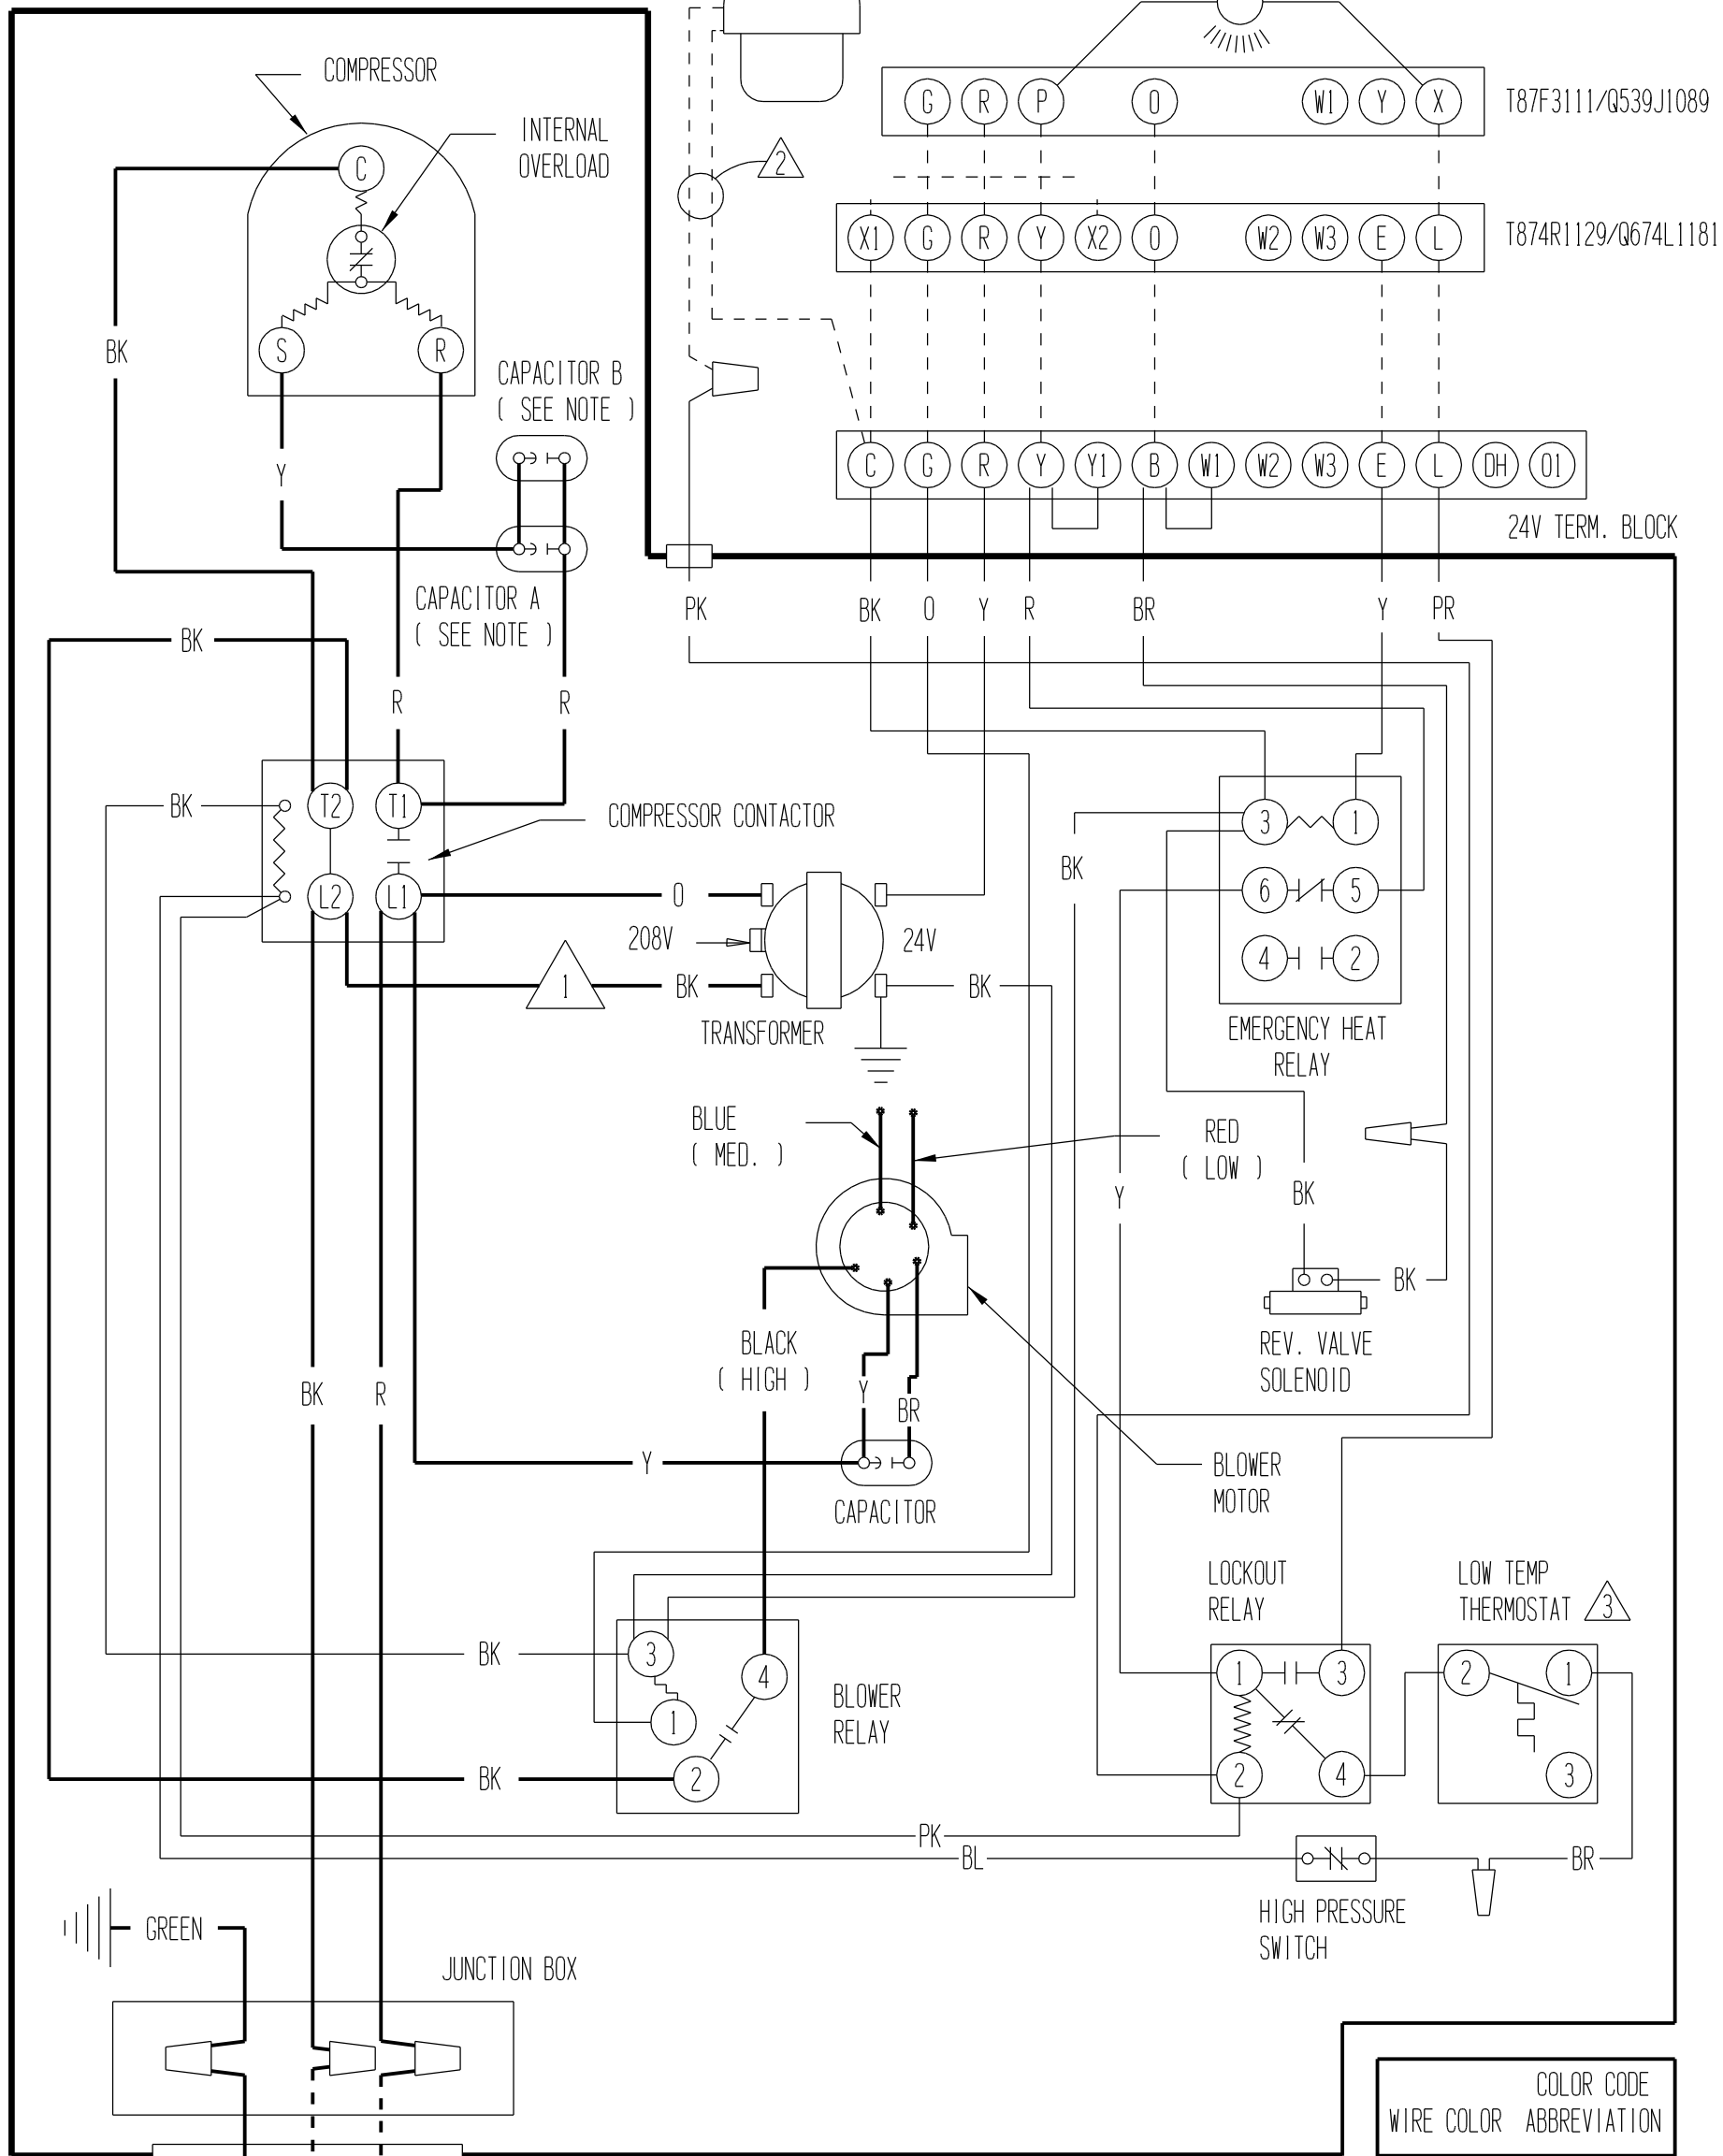 COMPRESSOR
INTERNAL
OVERLOAD
2
G R P O W1 Y X
T87F3111/Q539J1089
X1 G R Y X2 O W2 W3 E L
T874R1129/Q674L1181
C
S
R
BK
Y
CAPACITOR B
( SEE NOTE )
C G R Y Y1 B W1 W2 W3 E L DH O1
24V TERM. BLOCK
CAPACITOR A
( SEE NOTE )
PK BK O Y R BR Y PR
BK
R
R
BK
T2 T1
L2 L1
COMPRESSOR CONTACTOR
O
208V
24V
1
BK
BK
TRANSFORMER
BK
3 1
6 5
4 2
EMERGENCY HEAT
RELAY
BLUE
( MED. )
RED
( LOW )
Y
BK
BK
REV. VALVE
SOLENOID
BLACK
( HIGH )
Y
BR
BK
R
Y
CAPACITOR
BLOWER
MOTOR
LOCKOUT
RELAY
LOW TEMP
THERMOSTAT
3
BK
3
4
1
2
BLOWER
RELAY
1 3
2 4
2 1
3
BK
PK
BL
BR
HIGH PRESSURE
SWITCH
GREEN
JUNCTION BOX
COLOR CODE
WIRE COLOR ABBREVIATION